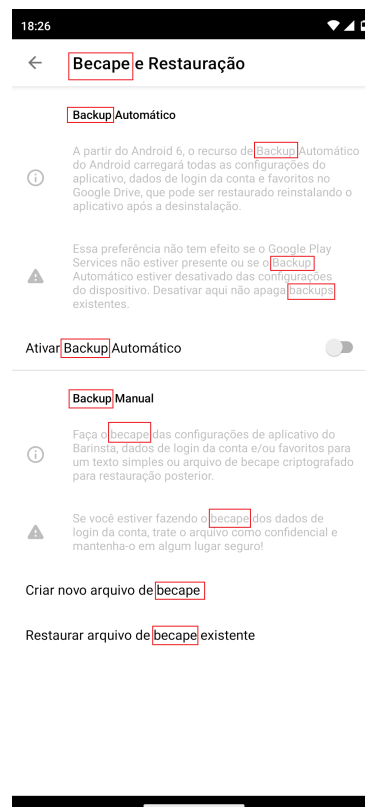 18:26
Becape e Restauração
Backup Automático
A partir do Android 6, o recurso de Backup Automático
do Android carregará todas as configurações do
aplicativo, dados de login da conta e favoritos no
Google Drive, que pode ser restaurado reinstalando o
aplicativo após a desinstalação.
Essa preferência não tem efeito se o Google Play
Services não estiver presente ou se o Backup
Automático estiver desativado das configurações
do dispositivo. Desativar aqui não apaga backups
existentes.
Ativar Backup Automático
Backup Manual
Faça o becape das configurações de aplicativo do
Barinsta, dados de login da conta e/ou favoritos para
um texto simples ou arquivo de becape criptografado
para restauração posterior.
Se você estiver fazendo o becape dos dados de
login da conta, trate o arquivo como confidencial e
mantenha-o em algum lugar seguro!
Criar novo arquivo de becape
Restaurar arquivo de becape existente